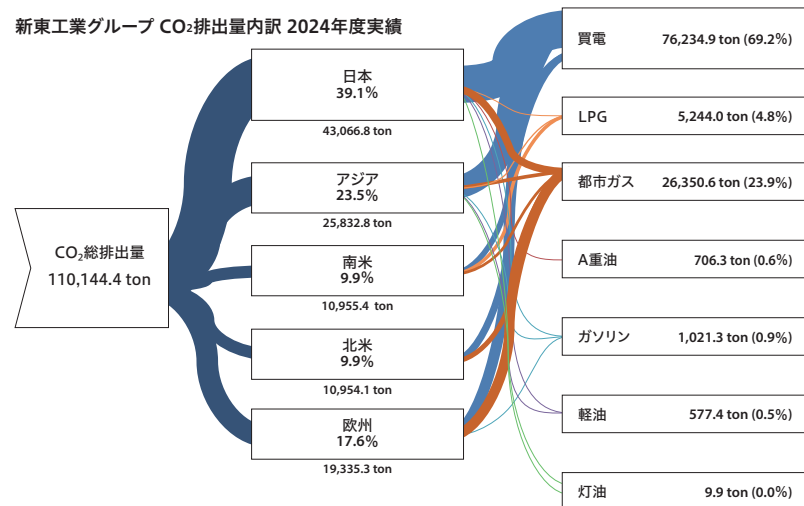 新東工業グループ CO₂排出量内訳 2024年度実績
CO₂総排出量
110,144.4 ton
日本
39.1%
43,066.8 ton
アジア
23.5%
25,832.8 ton
南米
9.9%
10,955.4 ton
北米
9.9%
10,954.1 ton
欧州
17.6%
19,335.3 ton
買電 76,234.9 ton (69.2%)
LPG 5,244.0 ton (4.8%)
都市ガス 26,350.6 ton (23.9%)
A重油 706.3 ton (0.6%)
ガソリン 1,021.3 ton (0.9%)
軽油 577.4 ton (0.5%)
灯油 9.9 ton (0.0%)